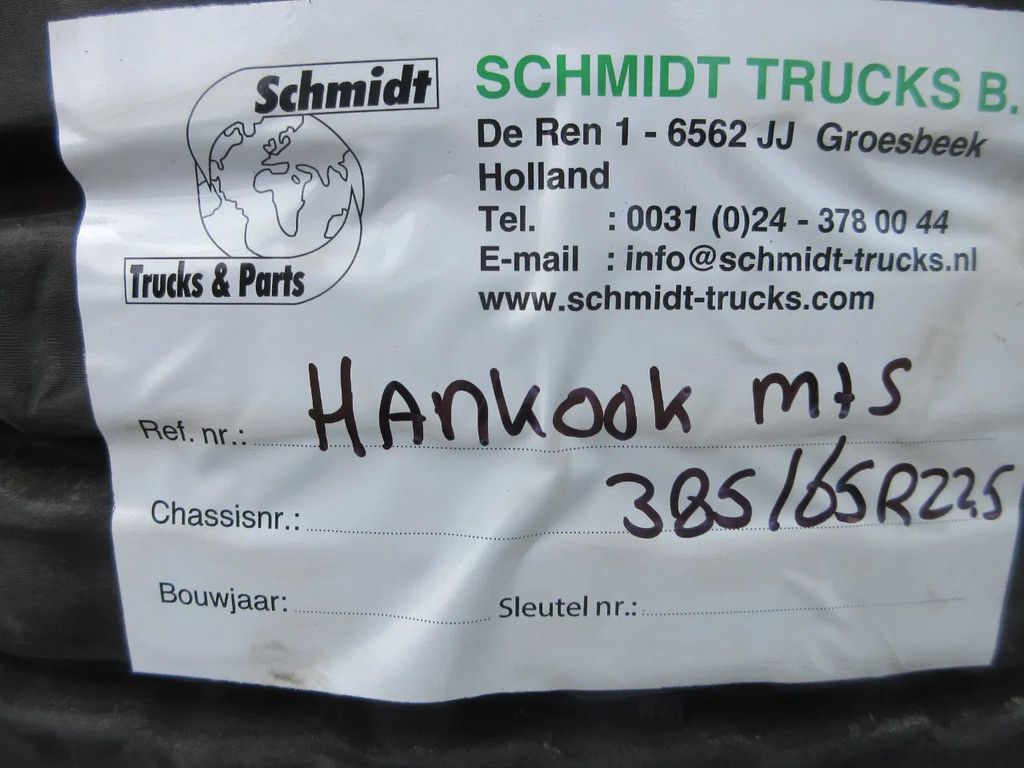 Schmidt
Trucks & Parts
SCHMIDT TRUCKS B.
De Ren 1 - 6562 JJ Groesbeek
Holland
Tel. : 0031 (0)24 - 378 00 44
E-mail : info@schmidt-trucks.nl
www.schmidt-trucks.com
Ref. nr.: HANKOOK m+S
Chassisnr.: 385/65R22,5
Bouwjaar: Sleutel nr.: